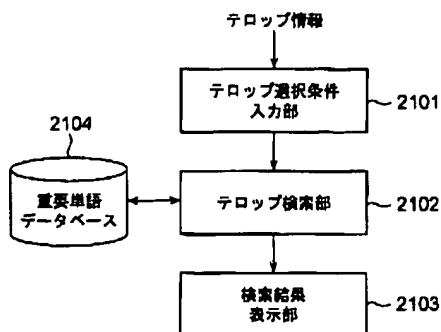 テロップ情報
テロップ選択条件
入力部
2101
2104
重要単語
データベース
テロップ検索部
2102
検索結果
表示部
2103